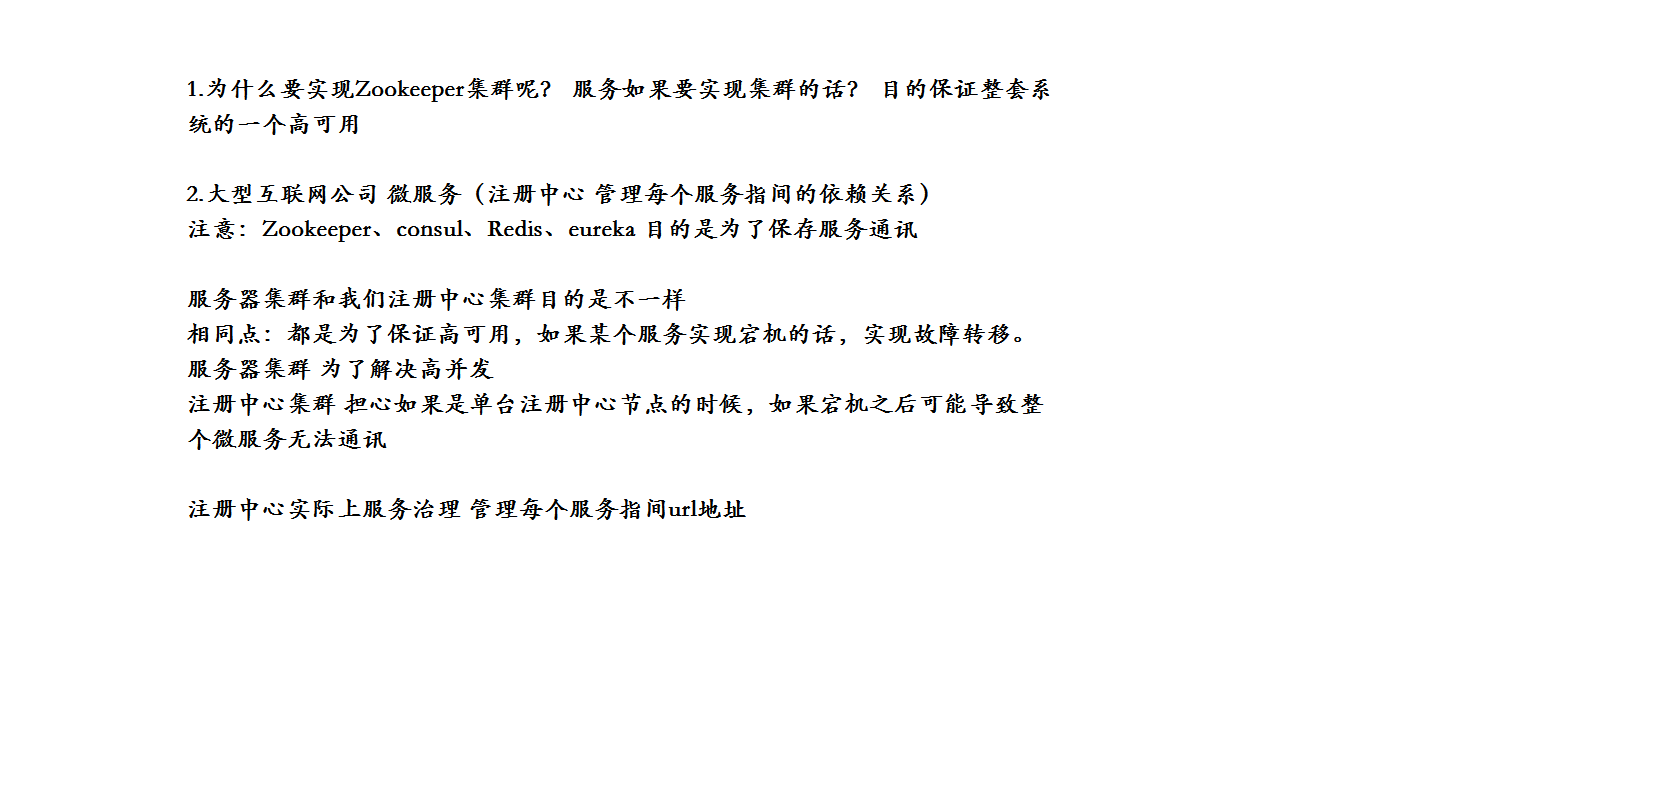 1.为什么要实现Zookeeper集群呢？ 服务如果要实现集群的话？ 目的保证整套系
统的一个高可用
2.大型互联网公司 微服务（注册中心 管理每个服务指间的依赖关系）
注意：Zookeeper、consul、Redis、eureka 目的是为了保存服务通讯
服务器集群和我们注册中心集群目的是不一样
相同点：都是为了保证高可用，如果某个服务实现宕机的话，实现故障转移。
服务器集群 为了解决高并发
注册中心集群 担心如果是单台注册中心节点的时候，如果宕机之后可能导致整
个微服务无法通讯
注册中心实际上服务治理 管理每个服务指间url地址